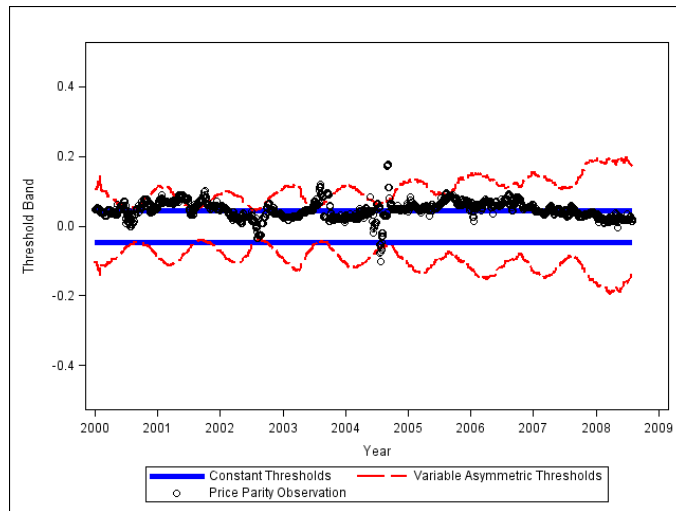 0.4
0.2
0.0
-0.2
-0.4
Threshold Band
2000 2001 2002 2003 2004 2005 2006 2007 2008 2009
Year
Constant Thresholds Variable Asymmetric Thresholds
Price Parity Observation